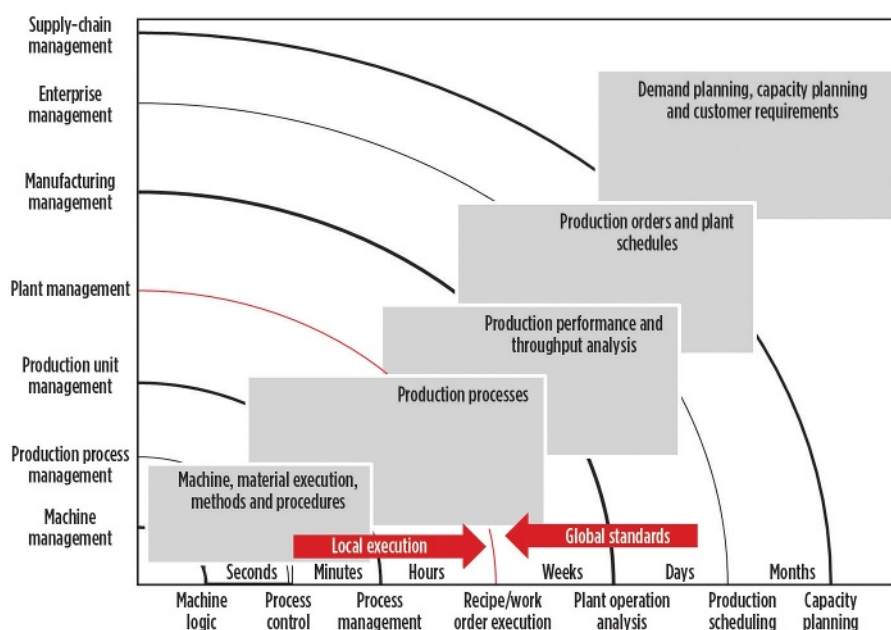 Supply-chain
management
Enterprise
management
Manufacturing
management
Plant management
Production unit
management
Production process
management
Machine
management
Demand planning, capacity planning
and customer requirements
Production orders and plant
schedules
Production performance and
throughput analysis
Production processes
Machine, material execution,
methods and procedures
Local execution
Global standards
Seconds
Minutes
Hours
Weeks
Days
Months
Machine
logic
Process
control
Process
management
Recipe/work
order execution
Plant operation
analysis
Production
scheduling
Capacity
planning